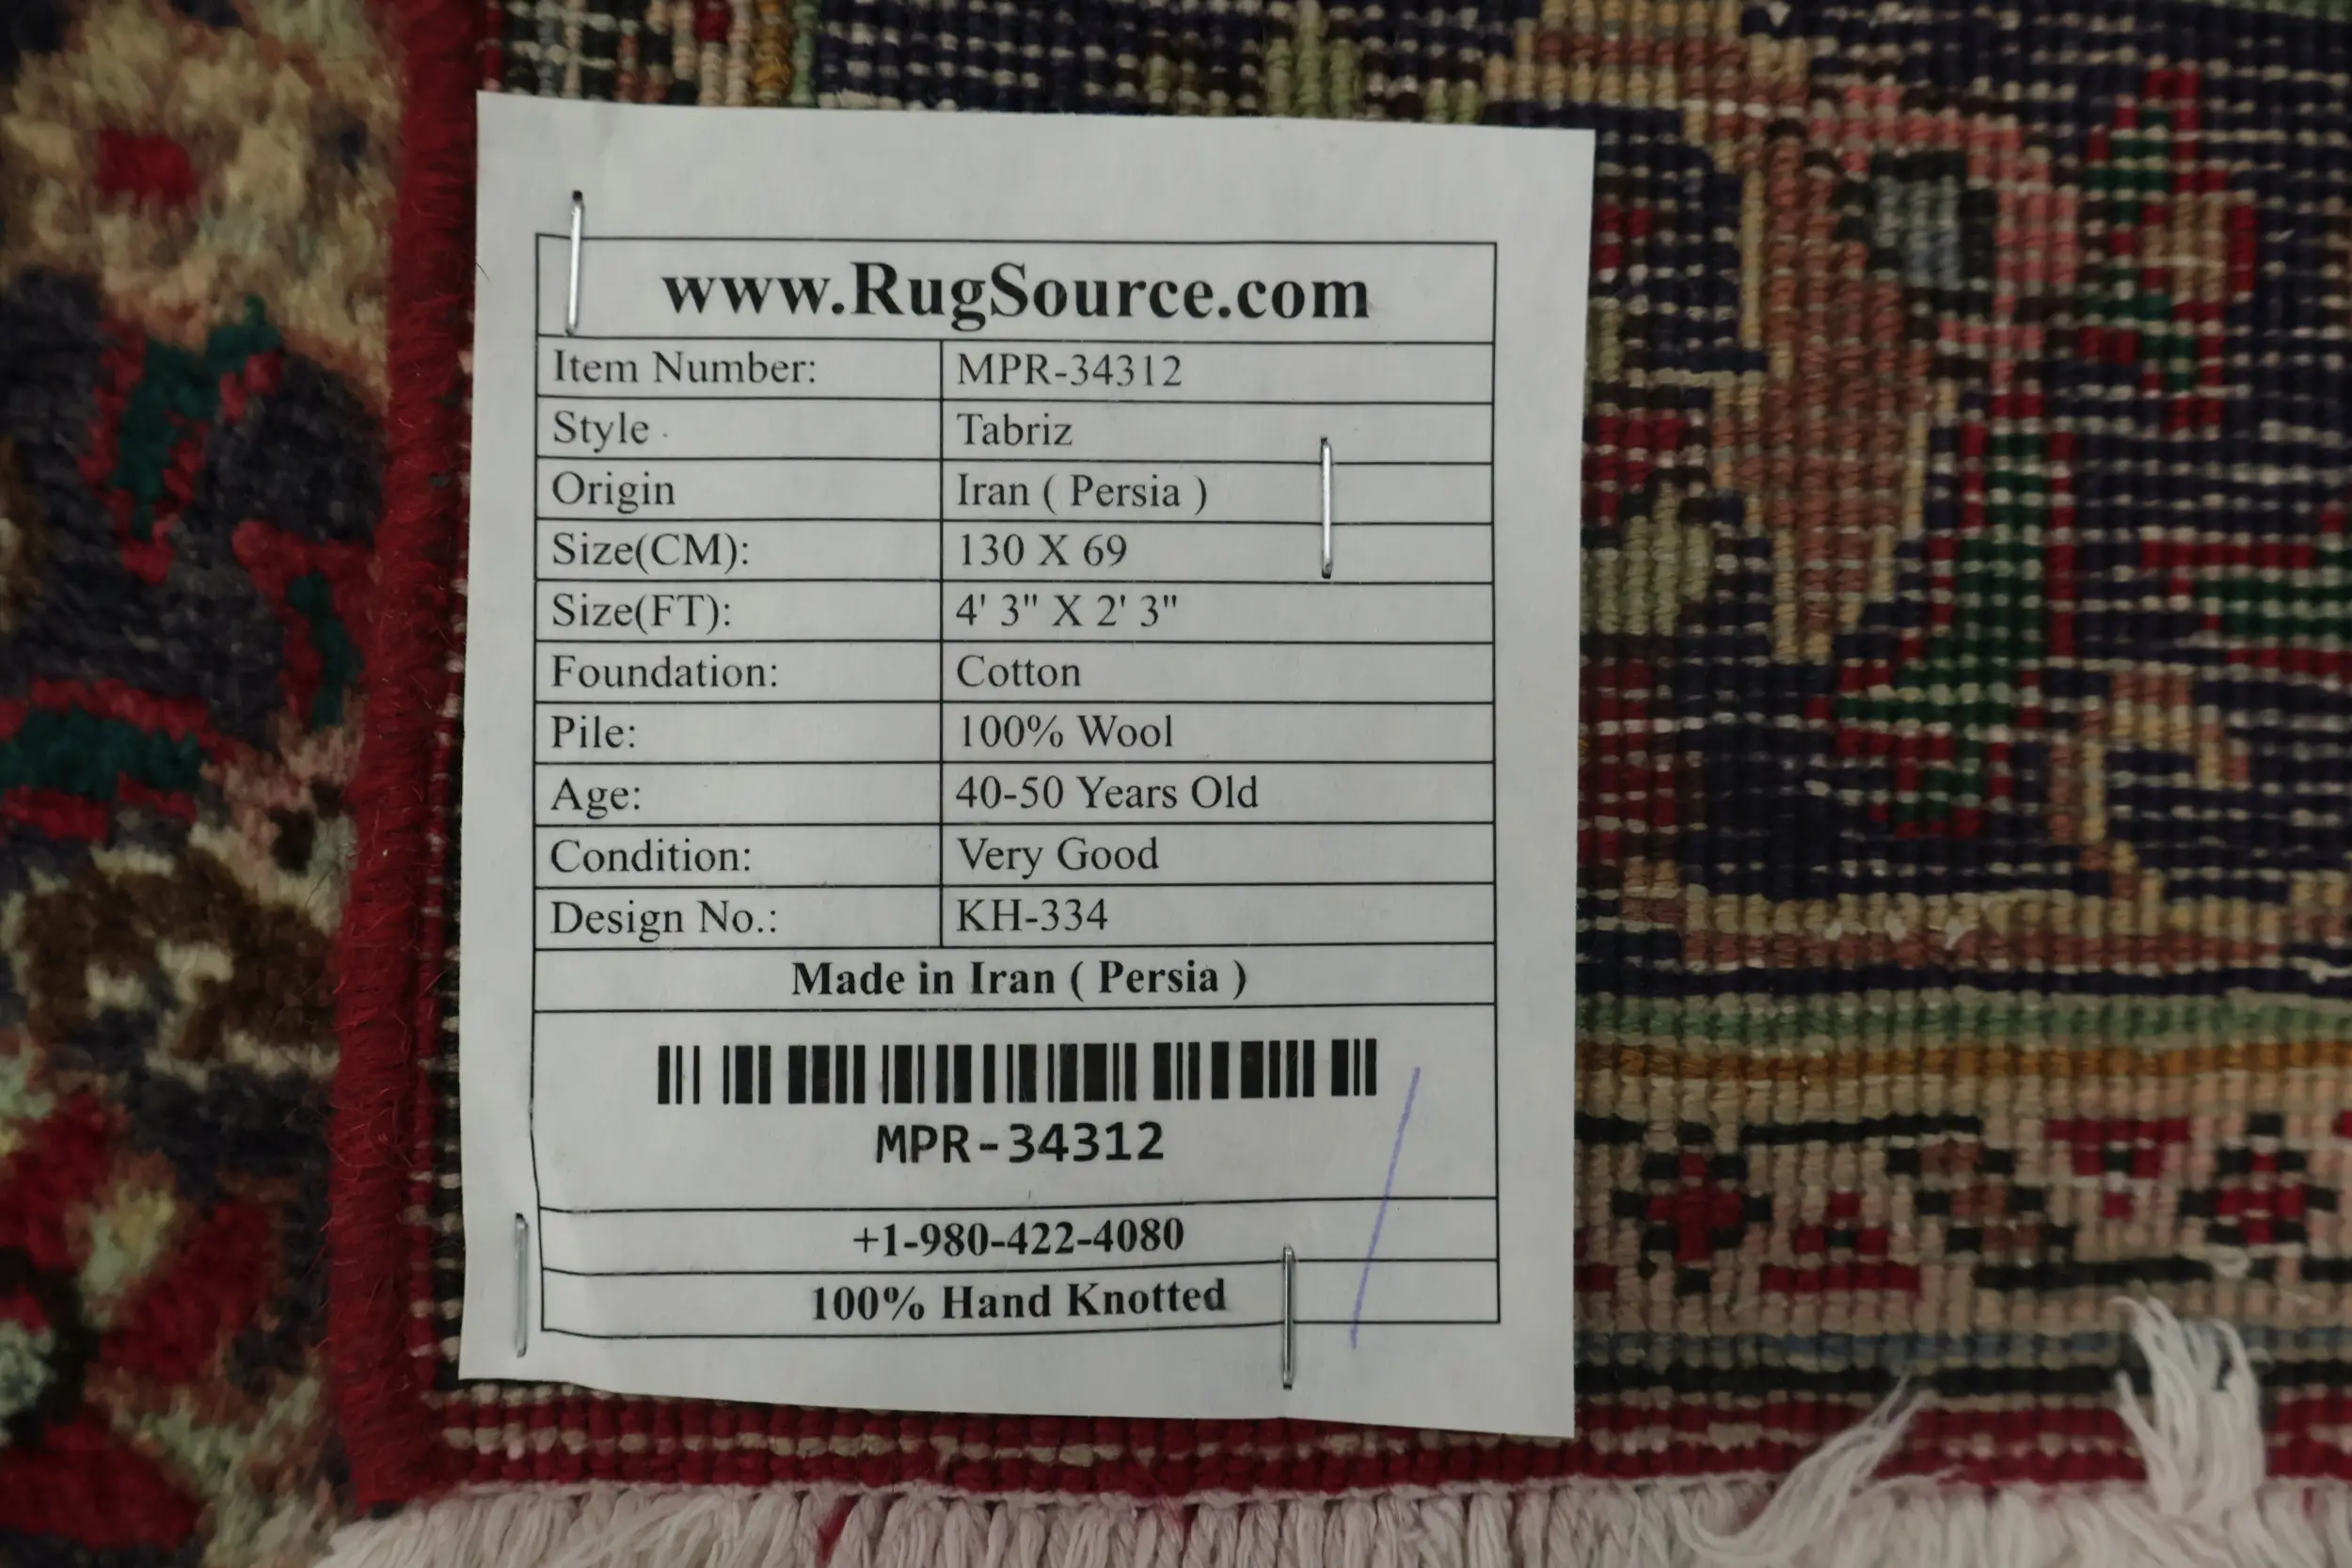 www.RugSource.com
Item Number: MPR-34312
Style Tabriz
Origin Iran ( Persia )
Size(CM): 130 X 69
Size(FT): 4' 3" X 2' 3"
Foundation: Cotton
Pile: 100% Wool
Age: 40-50 Years Old
Condition: Very Good
Design No.: KH-334
Made in Iran ( Persia )
MPR-34312
+1-980-422-4080
100% Hand Knotted